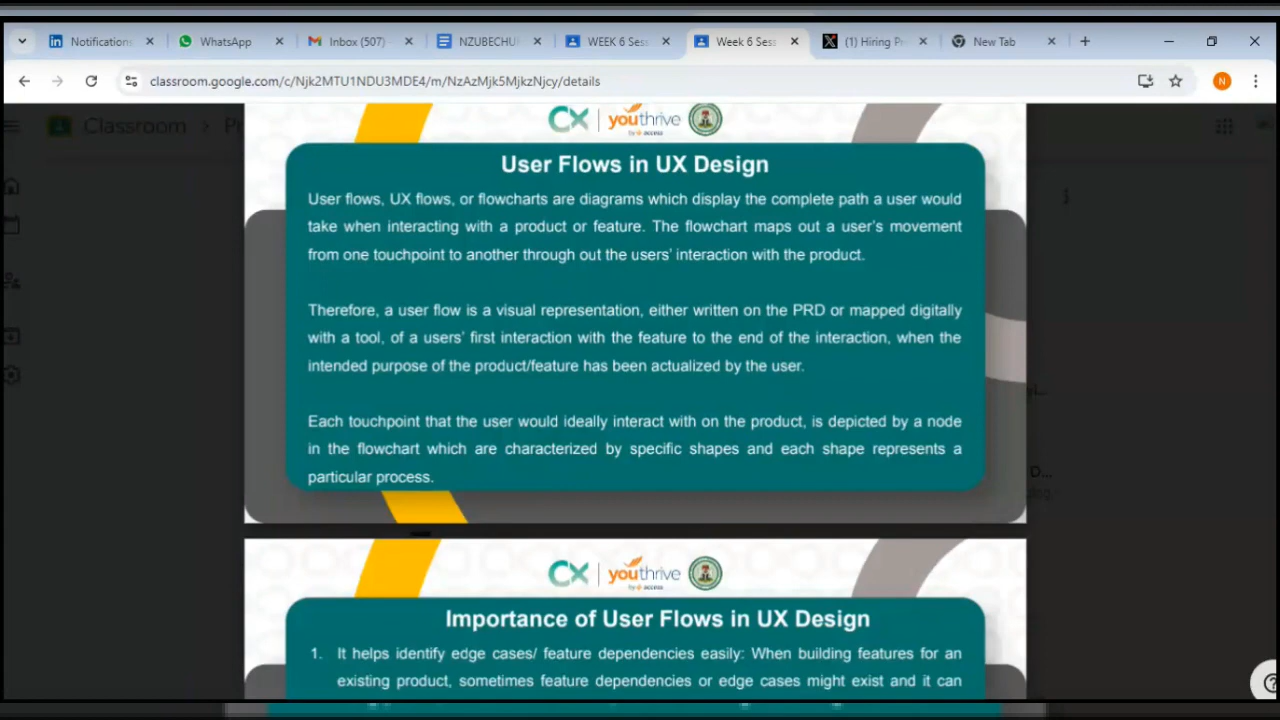 Notifications
WhatsApp
Inbox (507)
NZUBECHU
WEEK 6 Sess
Week 6 Sess
(1) Hiring Pr
New Tab
classroom.google.com/c/Njk2MTU1NDU3MDE4/m/NzAzMjk5MjkzNjcy/details
Classroom
CX youthrive
by access
User Flows in UX Design
User flows, UX flows, or flowcharts are diagrams which display the complete path a user would
take when interacting with a product or feature. The flowchart maps out a user's movement
from one touchpoint to another through out the users' interaction with the product.
Therefore, a user flow is a visual representation, either written on the PRD or mapped digitally
with a tool, of a users' first interaction with the feature to the end of the interaction, when the
intended purpose of the product/feature has been actualized by the user.
Each touchpoint that the user would ideally interact with on the product, is depicted by a node
in the flowchart which are characterized by specific shapes and each shape represents a
particular process.
CX youthrive
by access
Importance of User Flows in UX Design
1. It helps identify edge cases/ feature dependencies easily: When building features for an
existing product, sometimes feature dependencies or edge cases might exist and it can